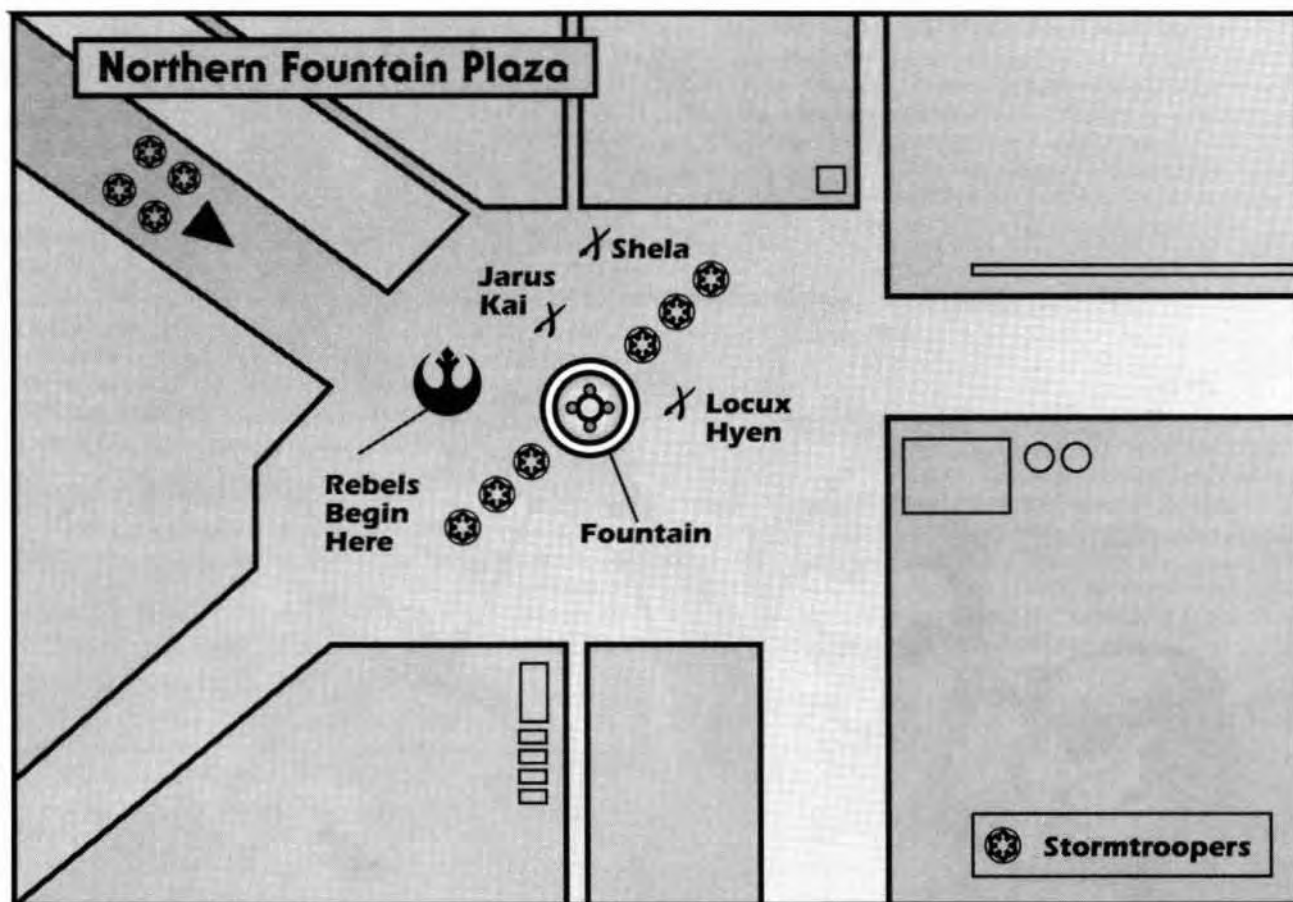 Northern Fountain Plaza
Shela
Jarus
Kai
Locux
Hyen
Rebels
Begin
Here
Fountain
Stormtroopers